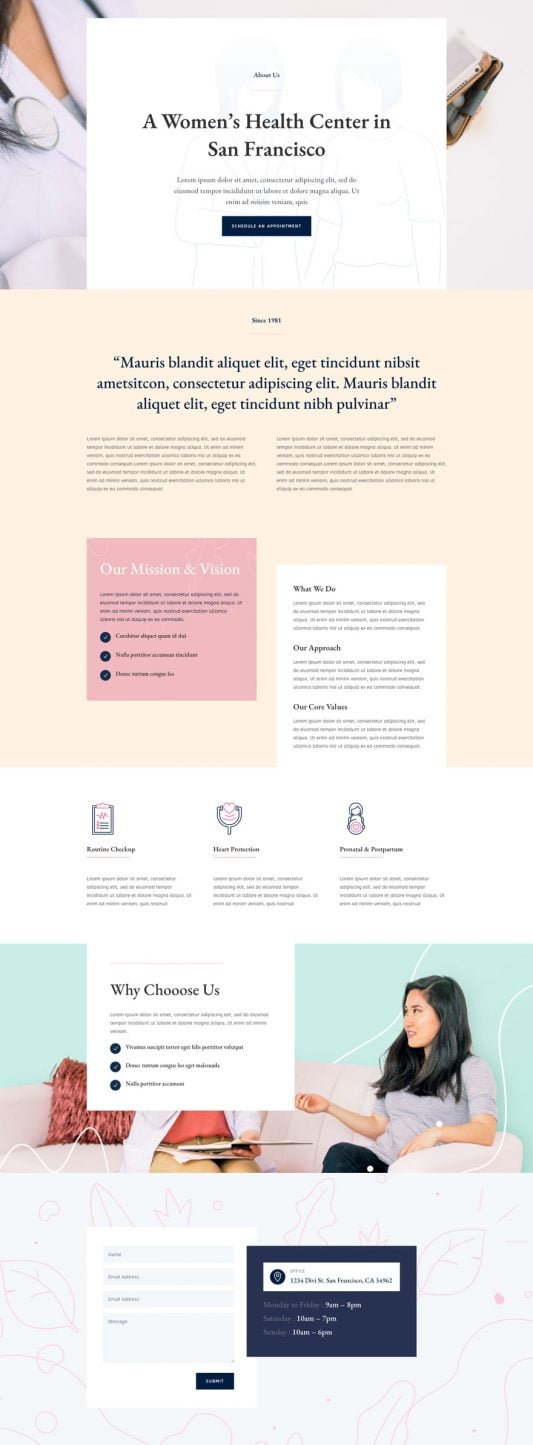 About Us
A Women's Health Center in
San Francisco
Lorem ipsum dolor sit amet, consectetur adipiscing elit, sed do
eiusmod tempor incididunt ut labore et dolore magna aliqua. Ut
enim ad minim veniam, quis
SCHEDULE AN APPOINTMENT
Since 1981
“Mauris blandit aliquet elit, eget tincidunt nibsit
ametsitcon, consectetur adipiscing elit. Mauris blandit
aliquet elit, eget tincidunt nibh pulvinar”
Lorem ipsum dolor sit amet, consectetur adipiscing elit, sed do eiusmod
tempor incididunt ut labore et dolore magna aliqua. Ut enim ad minim
veniam, quis nostrud exercitation ullamco laboris nisi ut aliquip ex ea
commodo consequat.Lorem ipsum dolor sit amet, consectetur adipiscing elit,
sed do eiusmod tempor incididunt ut labore et dolore magna aliqua. Ut
enim ad minim veniam, quis nostrud exercitation ullamco laboris nisi ut
aliquip ex ea commodo consequat
Lorem ipsum dolor sit amet, consectetur adipiscing elit, sed do eiusmod
tempor incididunt ut labore et dolore magna aliqua. Ut enim ad minim
veniam, quis nostrud exercitation ullamco laboris nisi ut aliquip ex ea
commodo consequat.Lorem ipsum dolor sit amet, consectetur adipiscing elit,
sed do eiusmod tempor incididunt ut labore et dolore magna aliqua. Ut
enim ad minim veniam, quis nostrud exercitation ullamco laboris nisi ut
aliquip ex ea commodo consequat
Our Mission & Vision
Lorem ipsum dolor sit amet, consectetur adipiscing elit, sed do
eiusmod tempor incididunt ut labore et dolore magna aliqua. Ut
enim ad minim veniam, quis nostrud exercitation ullamco
laboris nisi ut aliquip ex ea commodo.
Curabitur aliquet quam id dui
Nulla porttitor accumsan tincidunt
Donec rutrum congue leo
What We Do
Lorem ipsum dolor sit amet, consectetur adipiscing elit, sed
do eiusmod tempor incididunt ut labore et dolore magna
aliqua. Ut enim ad minim veniam, quis nostrud exercitation
ullamco laboris nisi ut aliquip ex ea commodo consequat.
Our Approach
Lorem ipsum dolor sit amet, consectetur adipiscing elit, sed
do eiusmod tempor incididunt ut labore et dolore magna
aliqua. Ut enim ad minim veniam, quis nostrud exercitation
ullamco laboris nisi ut aliquip ex ea commodo consequat.
Our Core Values
Lorem ipsum dolor sit amet, consectetur adipiscing elit, sed
do eiusmod tempor incididunt ut labore et dolore magna
aliqua. Ut enim ad minim veniam, quis nostrud exercitation
ullamco laboris nisi ut aliquip ex ea commodo consequat.
Routine Checkup
Lorem ipsum dolor sit amet, consectetur
adipiscing elit, sed do eiusmod tempor
incididunt ut labore et dolore magna aliqua. Ut
enim ad minim veniam, quis nostrud
Heart Protection
Lorem ipsum dolor sit amet, consectetur
adipiscing elit, sed do eiusmod tempor
incididunt ut labore et dolore magna aliqua. Ut
enim ad minim veniam, quis nostrud
Prenatal & Postpartum
Lorem ipsum dolor sit amet, consectetur
adipiscing elit, sed do eiusmod tempor
incididunt ut labore et dolore magna aliqua. Ut
enim ad minim veniam, quis nostrud
Why Chooose Us
Lorem ipsum dolor sit amet, consectetur adipiscing elit, sed do eiusmod
tempor incididunt ut labore et dolore magna aliqua. Ut enim ad minim
veniam.
Vivamus suscipit tortor eget felis porttitor volutpat
Donec rutrum congue leo eget malesuada
Nulla porttitor accumsan
Name
Email Address
Email Address
Message
SUBMIT
OFFICE
1234 Divi St. San Francisco, CA 34962
Monday to Friday : 9am – 8pm
Saturday : 10am – 7pm
Sunday : 10am – 6pm